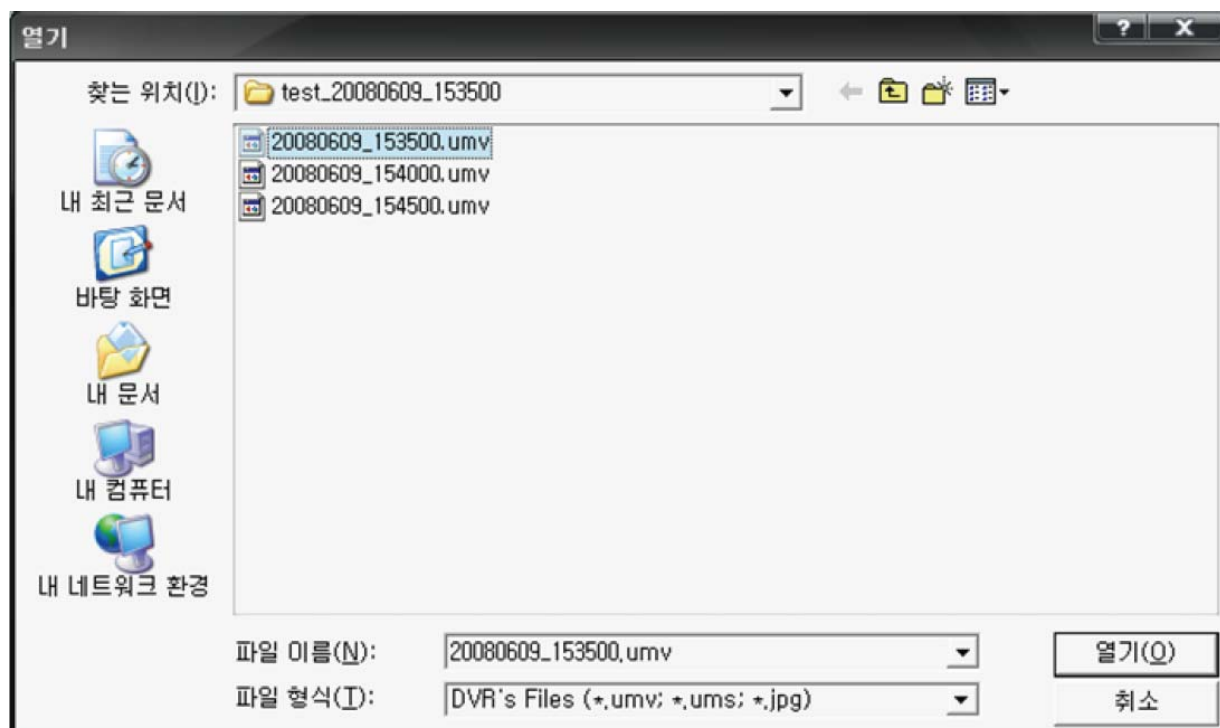 열기
찾는 위치(I):
test_20080609_153500
20080609_153500.umv
20080609_154000.umv
20080609_154500.umv
내 최근 문서
바탕 화면
내 문서
내 컴퓨터
내 네트워크 환경
파일 이름(N):
20080609_153500.umv
열기(O)
파일 형식(T):
DVR's Files (*.umv; *.ums; *.jpg)
취소